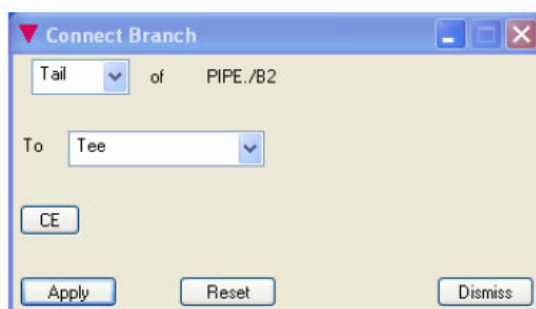 Connect Branch
Tail of PIPE./B2
To Tee
CE
Apply Reset Dismiss